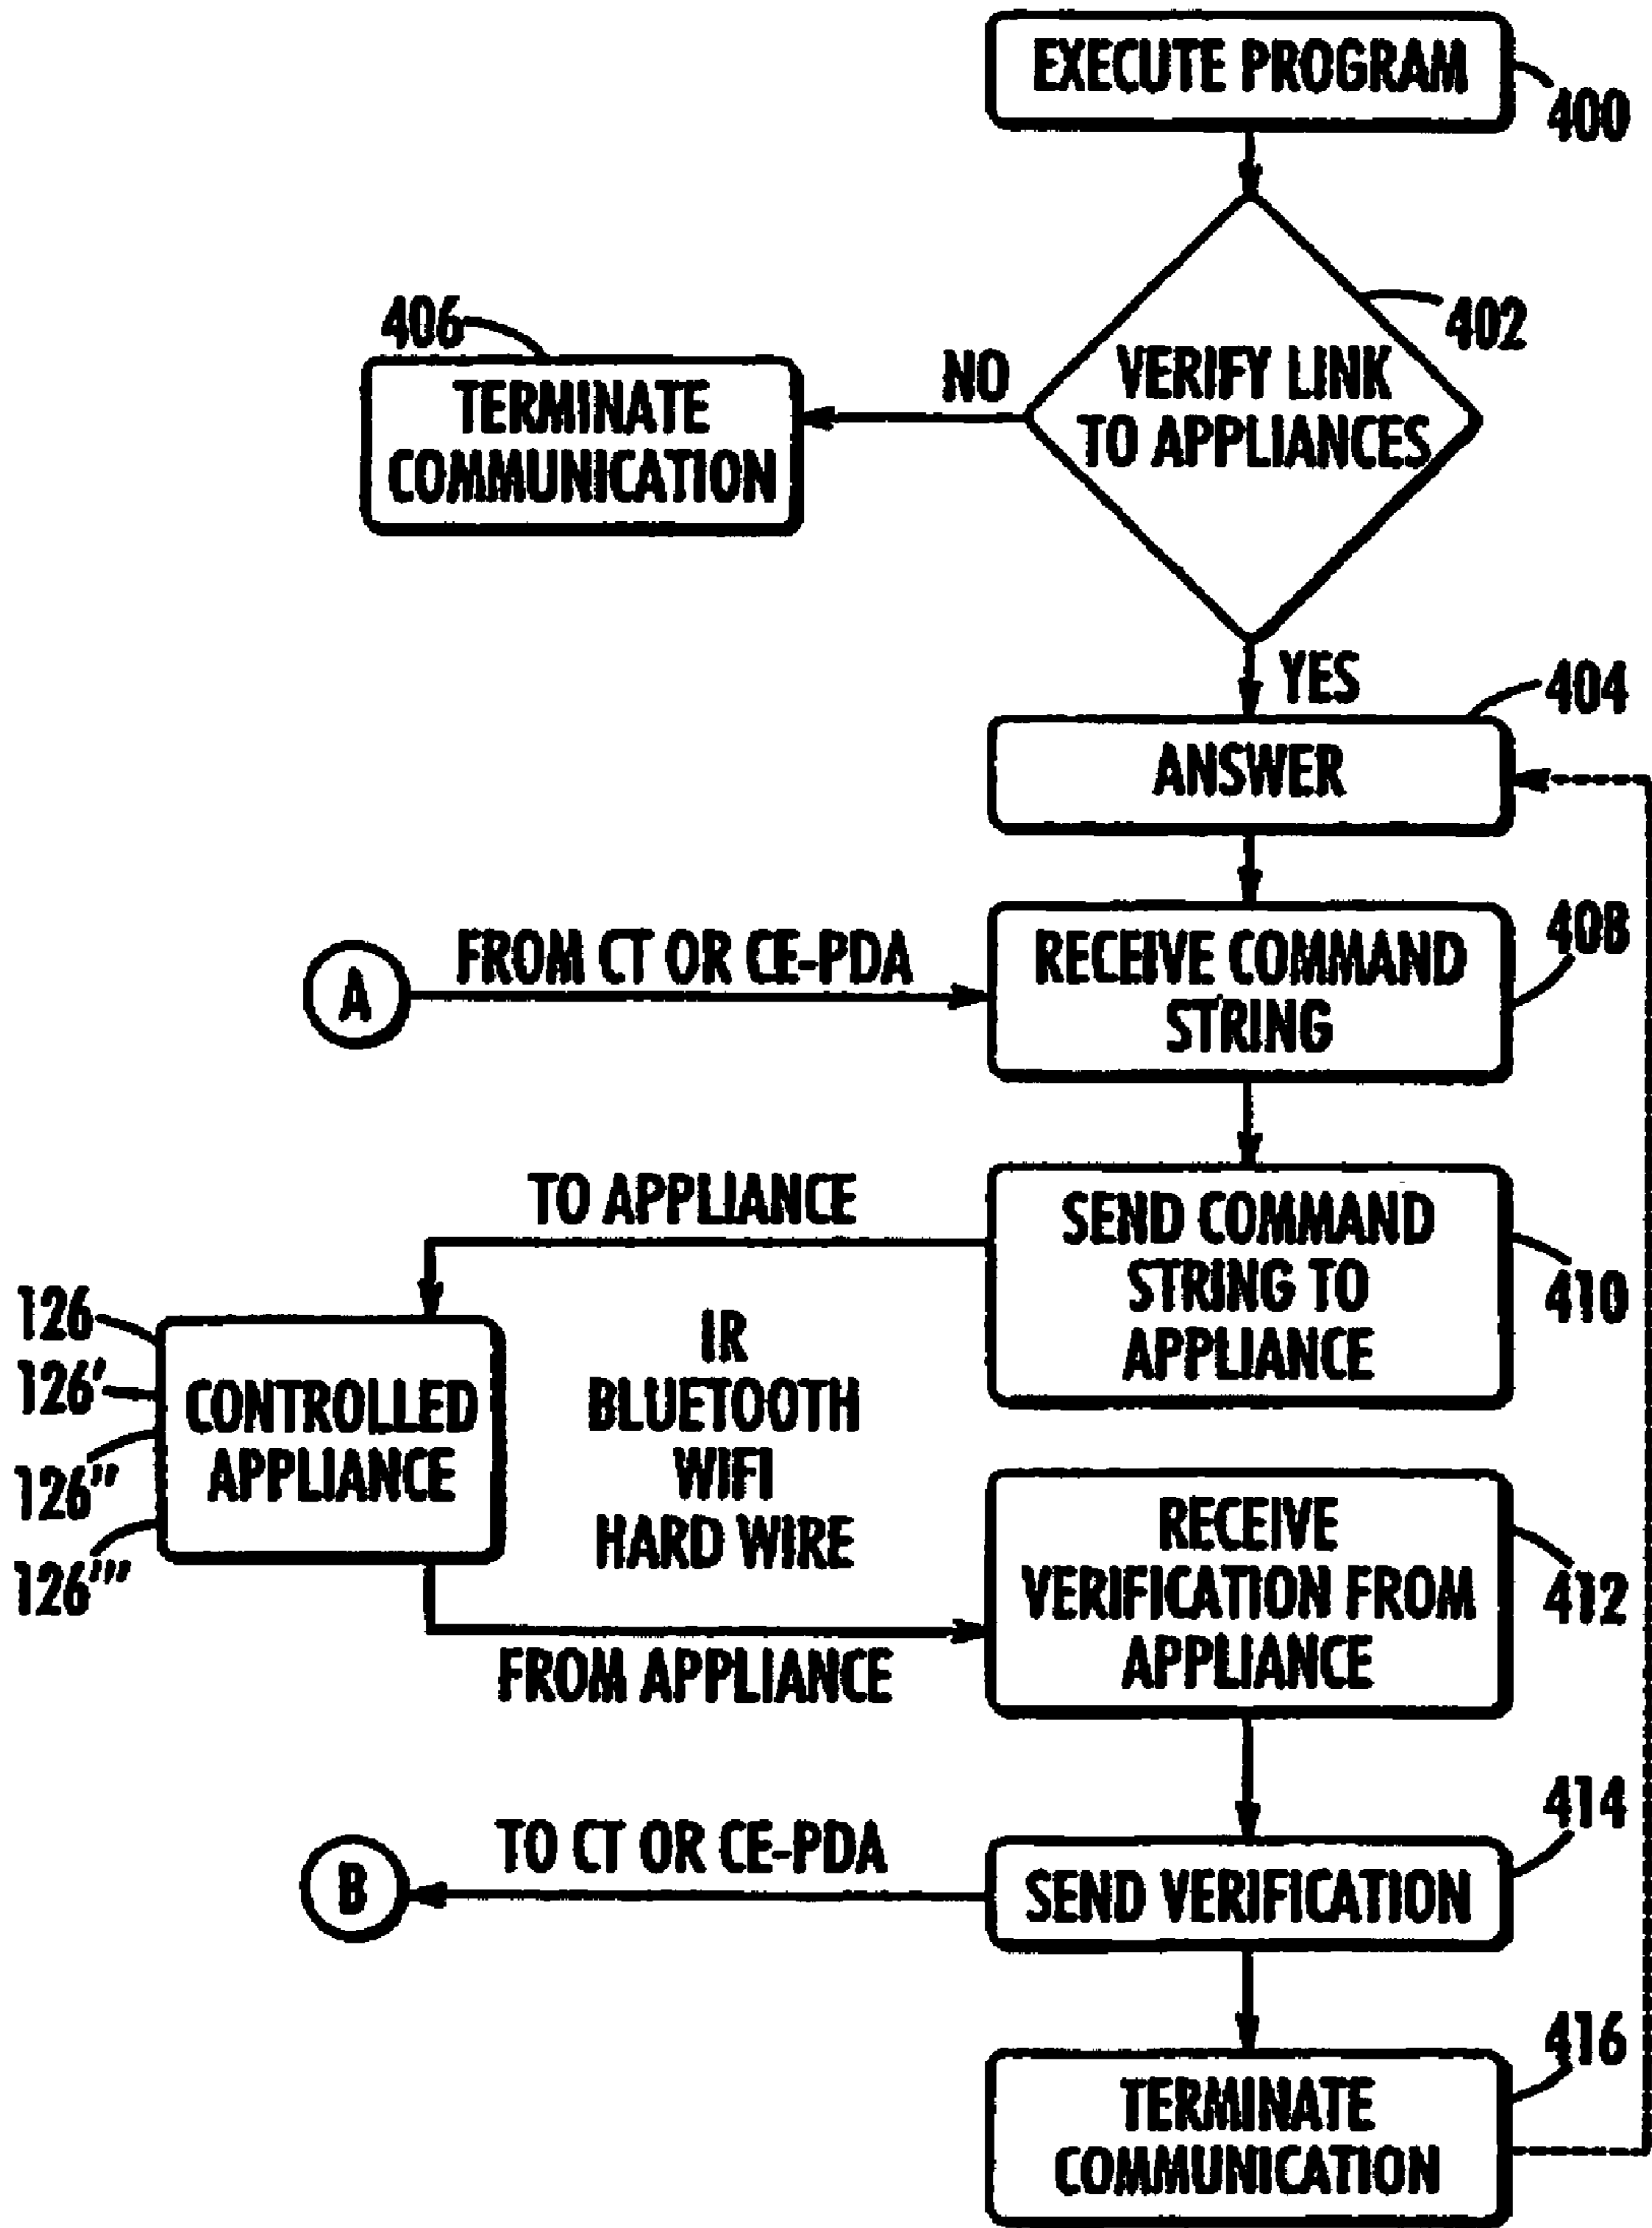 EXECUTE PROGRAM
400
402
406
NO
VERIFY LINK
TO APPLIANCES
TERMINATE
COMMUNICATION
YES
404
ANSWER
408
A
FROM CT OR CE-PDA
RECEIVE COMMAND
STRING
TO APPLIANCE
SEND COMMAND
STRING TO
APPLIANCE
410
126
126'
126''
126'''
CONTROLLED
APPLIANCE
IR
BLUETOOTH
WIFI
HARD WIRE
RECEIVE
VERIFICATION FROM
APPLIANCE
412
FROM APPLIANCE
414
TO CT OR CE-PDA
B
SEND VERIFICATION
416
TERMINATE
COMMUNICATION